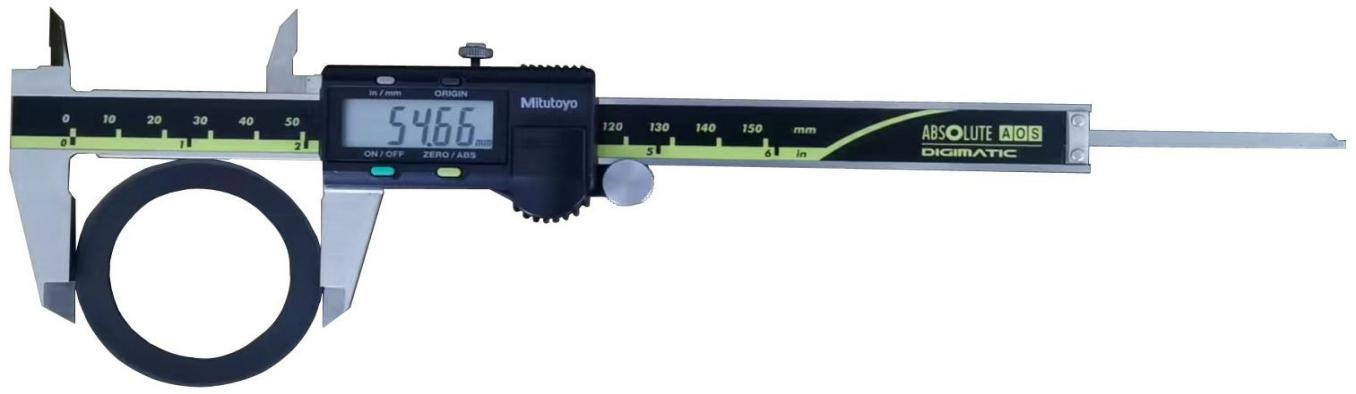 in/mm ORIGIN
Mitutoyo
54.66 mm
ON/OFF ZERO/ABS
0 10 20 30 40 50
0 1 2
120 130 140 150 mm
5 6 in
ABSOLUTE AOS
DIGIMATIC